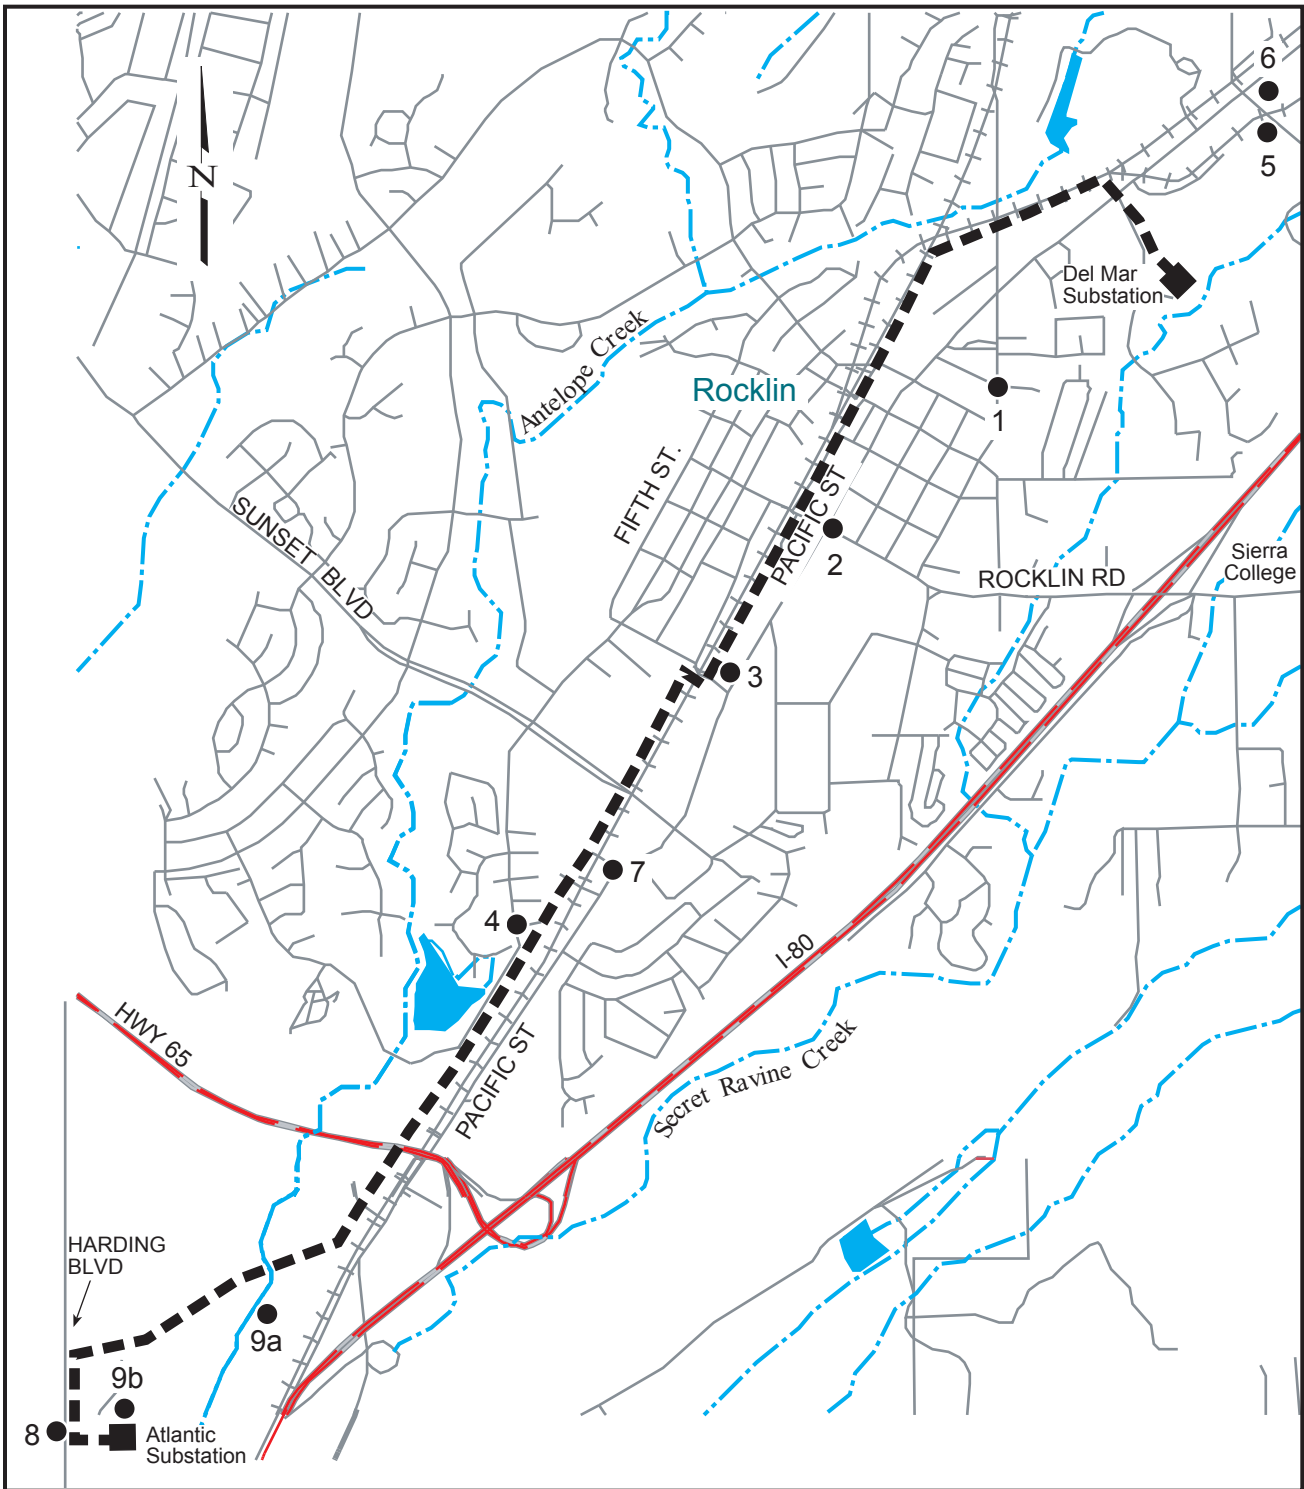 6
N
5
Del Mar
Substation
Antelope Creek
Rocklin
1
FIFTH ST.
PACIFIC ST
SUNSET BLVD
2
Sierra
College
ROCKLIN RD
3
7
4
I-80
HWY 65
PACIFIC ST
Secret Ravine Creek
HARDING
BLVD
9a
9b
8
Atlantic
Substation